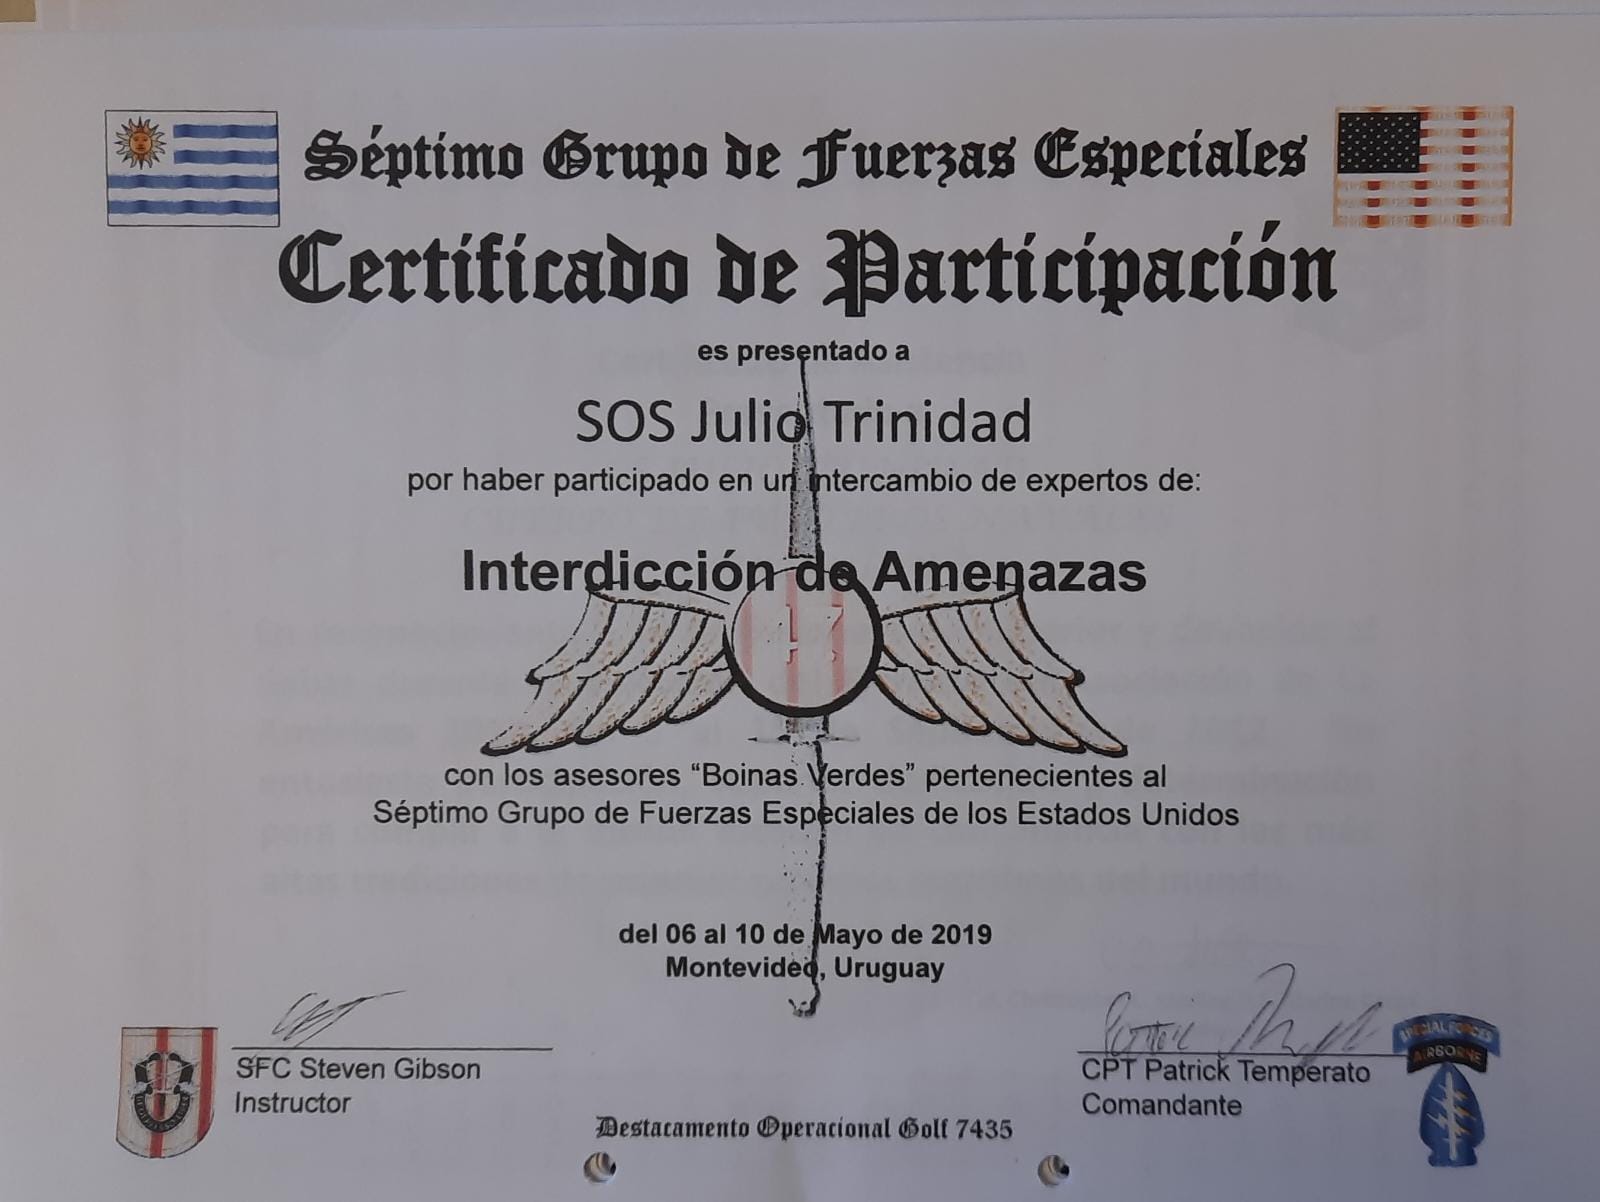 Séptimo Grupo de Fuerzas Especiales
Certificado de Participación
es presentado a
SOS Julio Trinidad
por haber participado en un intercambio de expertos de:
Interdicción de Amenazas
con los asesores “Boinas Verdes” pertenecientes al
Séptimo Grupo de Fuerzas Especiales de los Estados Unidos
del 06 al 10 de Mayo de 2019
Montevideo, Uruguay
SFC Steven Gibson
Instructor
SPECIAL FORCES
AIRBORNE
CPT Patrick Temperato
Comandante
Destacamento Operacional Golf 7435